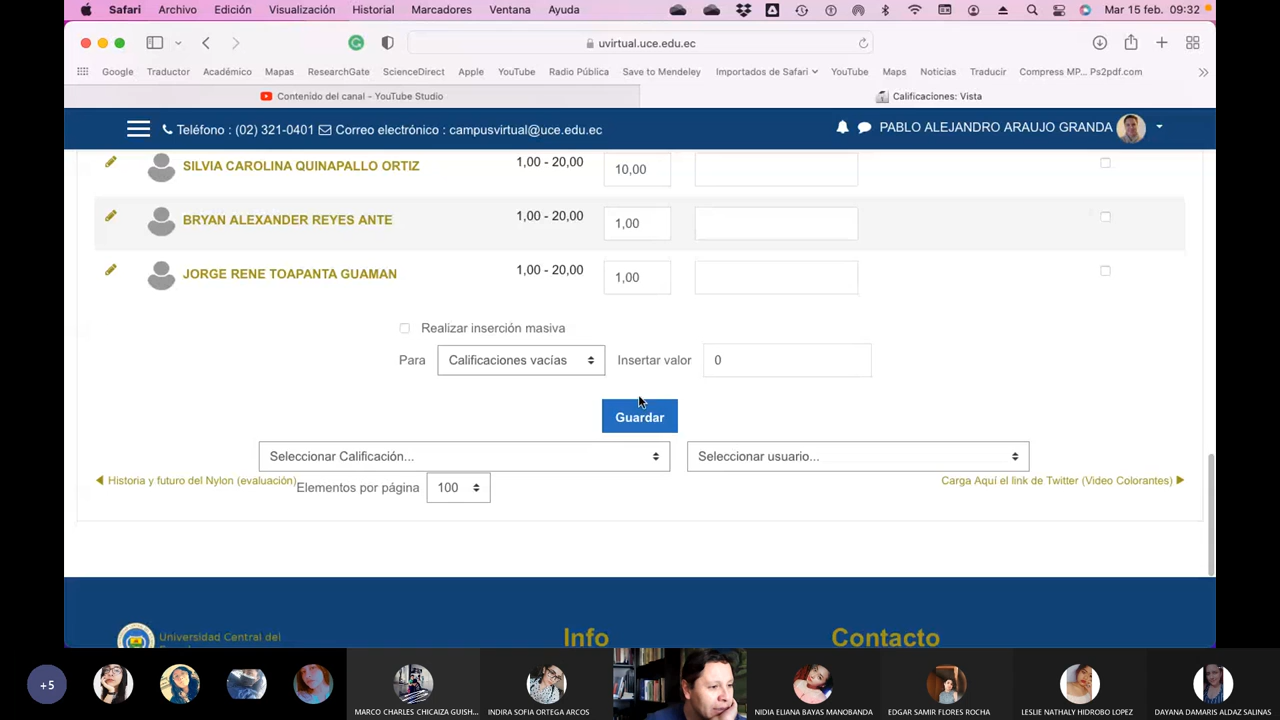 Safari Archivo Edición Visualización Historial Marcadores Ventana Ayuda Mar 15 feb. 09:32
uvirtual.uce.edu.ec
Google Traductor Académico Mapas ResearchGate ScienceDirect Apple YouTube Radio Pública Save to Mendeley Importados de Safari YouTube Maps Noticias Traducir Compress MP... Ps2pdf.com
Contenido del canal - YouTube Studio Calificaciones: Vista
Teléfono : (02) 321-0401 Correo electrónico : campusvirtual@uce.edu.ec PABLO ALEJANDRO ARAUJO GRANDA
SILVIA CAROLINA QUINAPALLO ORTIZ 1,00 - 20,00 10,00
BRYAN ALEXANDER REYES ANTE 1,00 - 20,00 1,00
JORGE RENE TOAPANTA GUAMAN 1,00 - 20,00 1,00
Realizar inserción masiva
Para Calificaciones vacías Insertar valor 0
Guardar
Seleccionar Calificación... Seleccionar usuario...
Historia y futuro del Nylon (evaluación) Elementos por página 100 Carga Aquí el link de Twitter (Video Colorantes)
Universidad Central del Info Contacto
+5 MARCO CHARLES CHICAIZA GUISH... INDIRA SOFIA ORTEGA ARCOS NIDIA ELIANA BAYAS MANOBANDA EDGAR SAMIR FLORES ROCHA LESLIE NATHALY HIDROBO LOPEZ DAYANA DAMARIS ALDAZ SALINAS